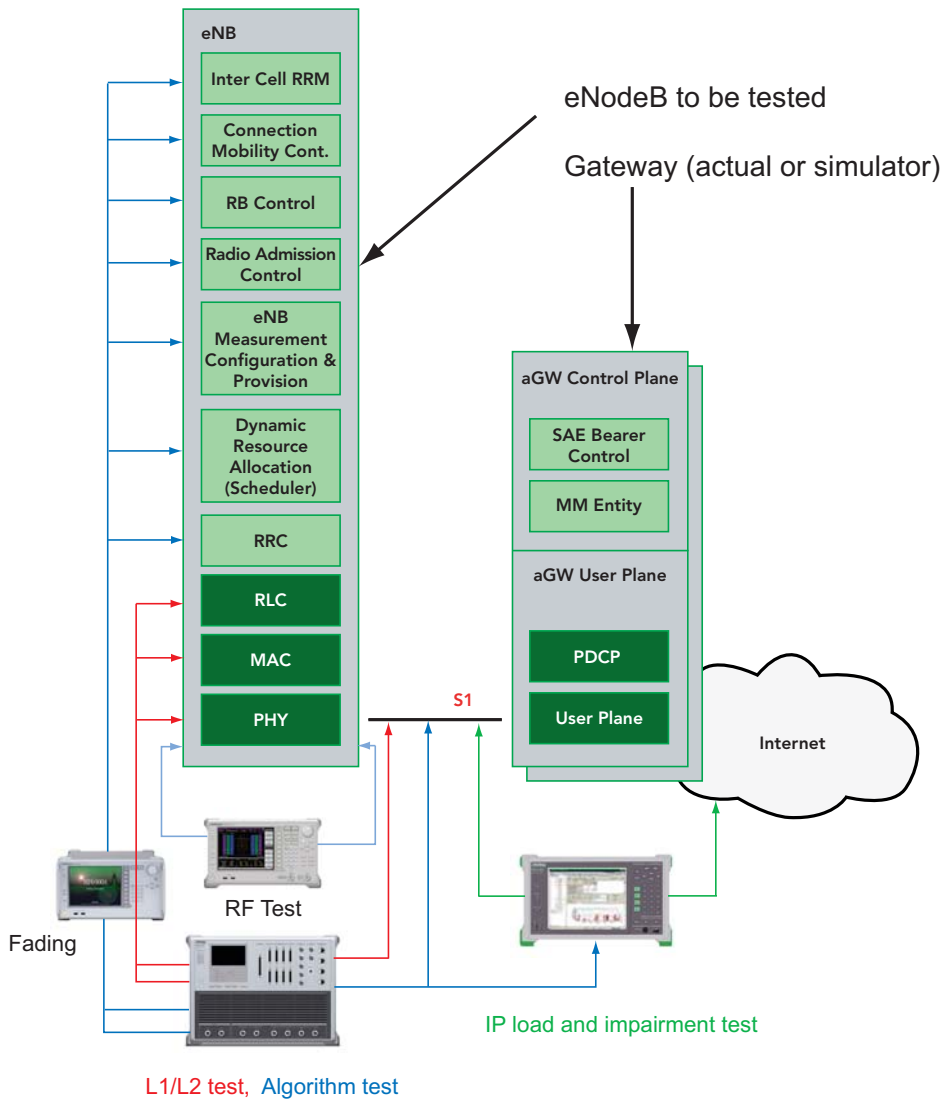 eNB
Inter Cell RRM
Connection
Mobility Cont.
RB Control
Radio Admission
Control
eNB
Measurement
Configuration &
Provision
Dynamic
Resource
Allocation
(Scheduler)
RRC
RLC
MAC
PHY
eNodeB to be tested
Gateway (actual or simulator)
aGW Control Plane
SAE Bearer
Control
MM Entity
aGW User Plane
PDCP
User Plane
S1
Internet
RF Test
Fading
IP load and impairment test
L1/L2 test, Algorithm test